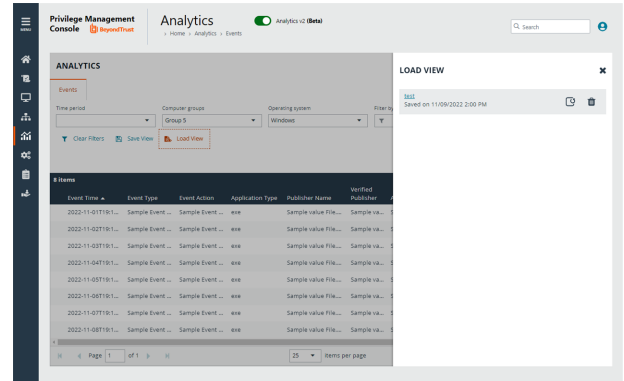 MENU
Privilege Management
Console BeyondTrust
Analytics
Analytics v2 (Beta)
› Home › Analytics › Events
Search
ANALYTICS
Events
Time period
Computer groups
Operating system
Filter by
Group 5
Windows
Clear Filters
Save View
Load View
8 items
Event Time
Event Type
Event Action
Application Type
Publisher Name
Verified
Publisher
2022-11-01T19:1... Sample Event ... Sample Event ... exe Sample value File.... Sample va... S
2022-11-02T19:1... Sample Event ... Sample Event ... exe Sample value File.... Sample va... S
2022-11-03T19:1... Sample Event ... Sample Event ... exe Sample value File.... Sample va... S
2022-11-04T19:1... Sample Event ... Sample Event ... exe Sample value File.... Sample va... S
2022-11-05T19:1... Sample Event ... Sample Event ... exe Sample value File.... Sample va... S
2022-11-06T19:1... Sample Event ... Sample Event ... exe Sample value File.... Sample va... S
2022-11-07T19:1... Sample Event ... Sample Event ... exe Sample value File.... Sample va... S
2022-11-08T19:1... Sample Event ... Sample Event ... exe Sample value File.... Sample va... S
Page 1 of 1
25 items per page
LOAD VIEW
test
Saved on 11/09/2022 2:00 PM